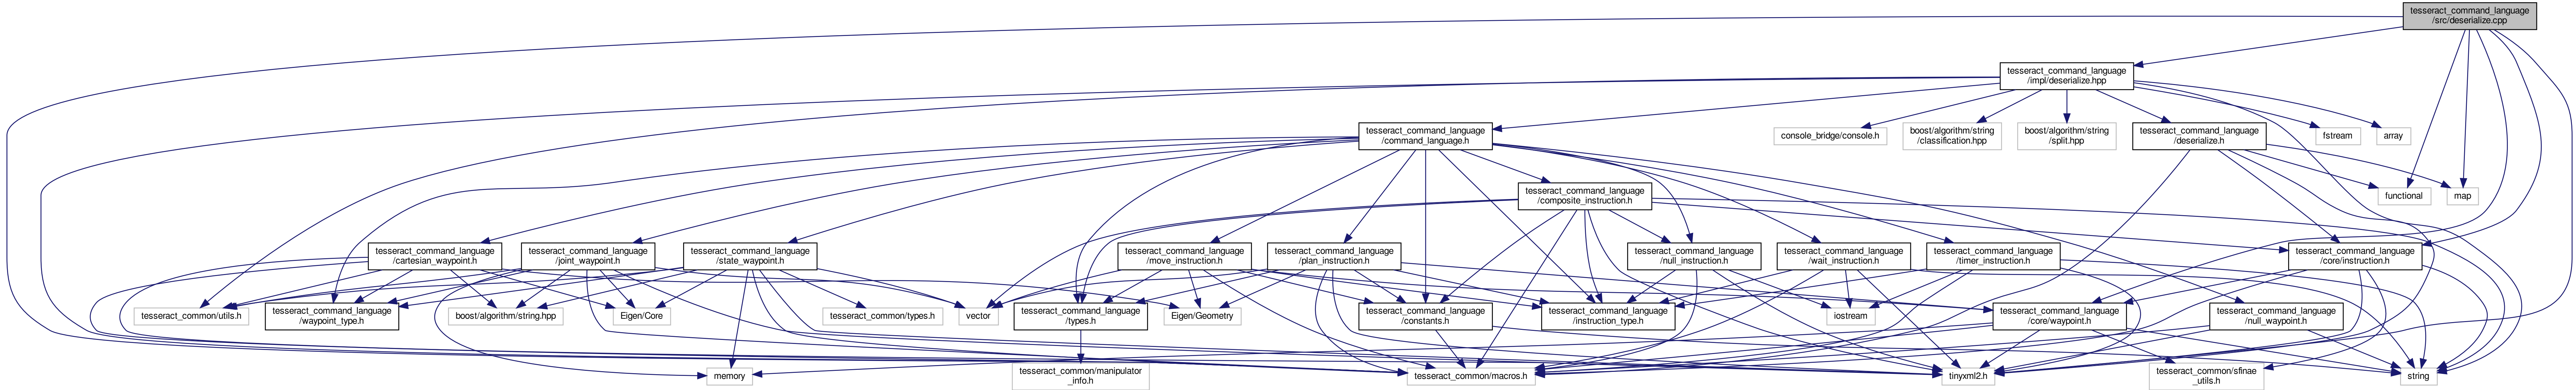 tesseract_command_language
/src/deserialize.cpp
tesseract_command_language
/impl/deserialize.hpp
tesseract_command_language
/command_language.h
console_bridge/console.h
boost/algorithm/string
/classification.hpp
boost/algorithm/string
/split.hpp
tesseract_command_language
/deserialize.h
fstream
array
tesseract_command_language
/composite_instruction.h
functional
map
tesseract_command_language
/cartesian_waypoint.h
tesseract_command_language
/joint_waypoint.h
tesseract_command_language
/state_waypoint.h
tesseract_command_language
/move_instruction.h
tesseract_command_language
/plan_instruction.h
tesseract_command_language
/null_instruction.h
tesseract_command_language
/wait_instruction.h
tesseract_command_language
/timer_instruction.h
tesseract_command_language
/core/instruction.h
tesseract_common/utils.h
tesseract_command_language
/waypoint_type.h
boost/algorithm/string.hpp
Eigen/Core
tesseract_common/types.h
vector
tesseract_command_language
/types.h
Eigen/Geometry
tesseract_command_language
/constants.h
tesseract_command_language
/instruction_type.h
iostream
tesseract_command_language
/core/waypoint.h
tesseract_command_language
/null_waypoint.h
memory
tesseract_common/manipulator
_info.h
tesseract_common/macros.h
tinyxml2.h
tesseract_common/sfinae
_utils.h
string